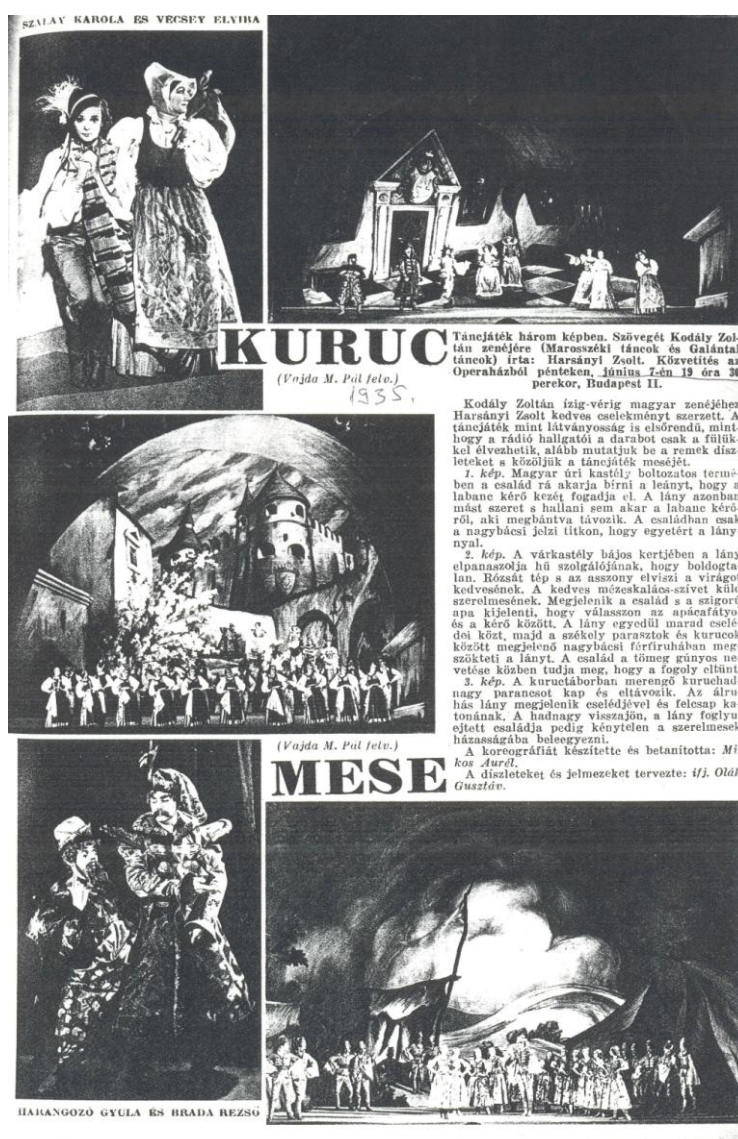 SZALAY KAROLA ÉS VÉCSEY ELVIRA
KURUC
(Vajda M. Pál felv.)
1935.
Táncjáték három képben. Szövegét Kodály Zol-
tán zenéjére (Marosszéki táncok és Galántai
táncok) írta: Harsányi Zsolt. Közvetítés az
Operaházból pénteken, június 7-én 19 óra 30
perckor, Budapest II.
Kodály Zoltán ízig-vérig magyar zenéjéhez
Harsányi Zsolt kedves cselekményt szerzett. A
táncjáték mint látványosság is elsőrendű, mint-
hogy a rádió hallgatói a darabot csak a fülük-
kel élvezhetik, alább mutatjuk be a remek dísz-
leteket s közöljük a táncjáték meséjét.
1. kép. Magyar úri kastély boltozatos termé-
ben a család rá akarja bírni a leányt, hogy a
labanc kérő kezét fogadja el. A lány azonban
mást szeret s hallani sem akar a labanc kérő-
ről, aki megbántva távozik. A családban csak
a nagybácsi jelzi titkon, hogy egyetért a lány-
nyal.
2. kép. A várkastély bájos kertjében a lány
elpanaszolja hű szolgálójának, hogy boldogta-
lan. Rózsát tép s az asszony elviszi a virágot
kedvesének. A kedves mézeskalács-szívet küld
szerelmesének. Megjelenik a család s a szigorú
apa kijelenti, hogy válasszon az apácafátyol
és a kérő között. A lány egyedül marad cselé-
dei közt, majd a székely parasztok és kurucok
között megjelenő nagybácsi férfiruhában meg-
szökteti a lányt. A család a tömeg gúnyos ne-
vetése közben tudja meg, hogy a fogoly eltünt.
3. kép. A kuructáborban merengő kuruchad-
nagy parancsot kap és eltávozik. Az álru-
hás lány megjelenik cselédjével és felcsap ka-
tonának. A hadnagy visszajön, a lány foglyul
ejtett családja pedig kénytelen a szerelmesek
házasságába beleegyezni.
A koreográfiát készítette és betanította: Mil-
kos Aurél.
A díszleteket és jelmezeket tervezte: ifj. Oláh
Gusztáv.
(Vajda M. Pál felv.)
MESE
HARANGOZÓ GYULA ÉS BRADA REZSŐ